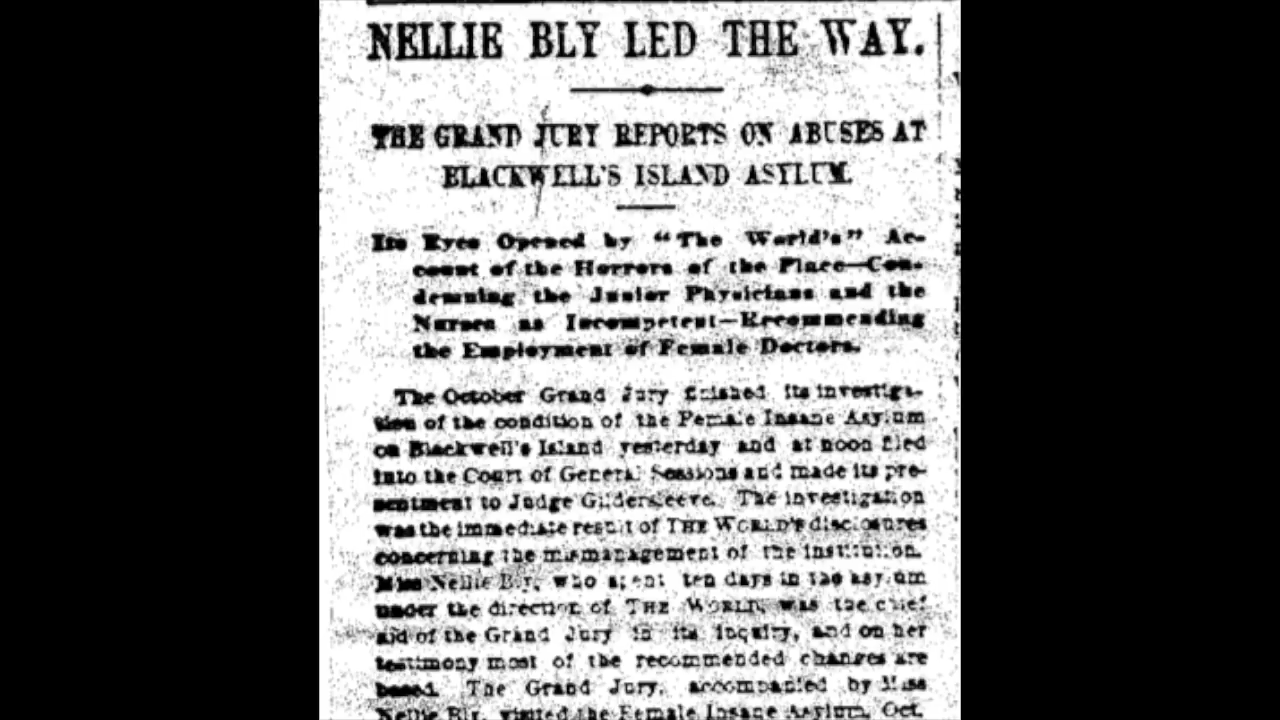 NELLIE BLY LED THE WAY.
THE GRAND JURY REPORTS ON ABUSES AT
BLACKWELL'S ISLAND ASYLUM.
Its Eyes Opened by "The World's" Ac-
count of the Horrors of the Place—Con-
demning the Junior Physicians and the
Nurses as Incompetent—Recommending
the Employment of Female Doctors.
The October Grand Jury finished its investiga-
tion of the condition of the Female Insane Asylum
on Blackwell's Island yesterday and at noon filed
into the Court of General Sessions and made its pre-
sentment to Judge Gildersleeve. The investigation
was the immediate result of THE WORLD'S disclosures
concerning the mismanagement of the institution.
Miss Nellie Bly, who spent ten days in the asylum
under the direction of THE WORLD, was the chief
aid of the Grand Jury in its inquiry, and on her
testimony most of the recommended changes are
based. The Grand Jury, accompanied by Miss
Nellie Bly, visited the Female Insane Asylum, Oct.